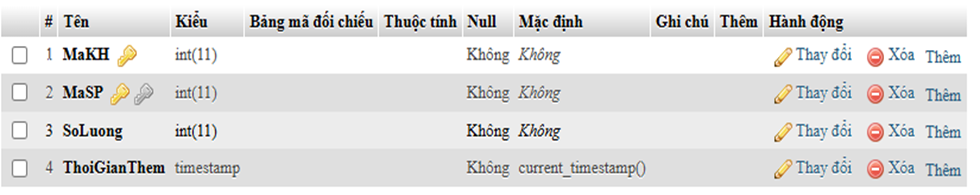 # Tên Kiểu Bảng mã đối chiếu Thuộc tính Null Mặc định Ghi chú Thêm Hành động
1 MaKH int(11) Không Không Thay đổi Xóa Thêm
2 MaSP int(11) Không Không Thay đổi Xóa Thêm
3 SoLuong int(11) Không Không Thay đổi Xóa Thêm
4 ThoiGianThem timestamp Không current_timestamp() Thay đổi Xóa Thêm